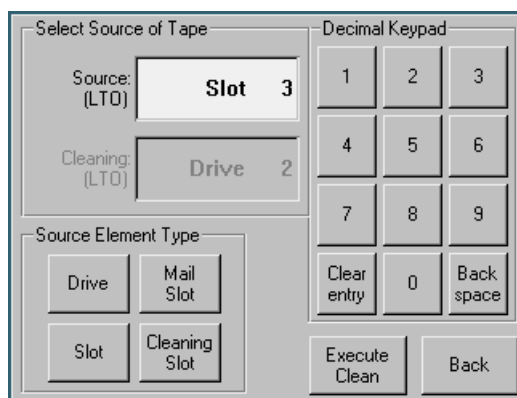 Select Source of Tape
Source:
(LTO)
Slot 3
Cleaning:
(LTO)
Drive 2
Source Element Type
Drive
Mail
Slot
Slot
Cleaning
Slot
Decimal Keypad
1 2 3
4 5 6
7 8 9
Clear
entry
0
Back
space
Execute
Clean
Back